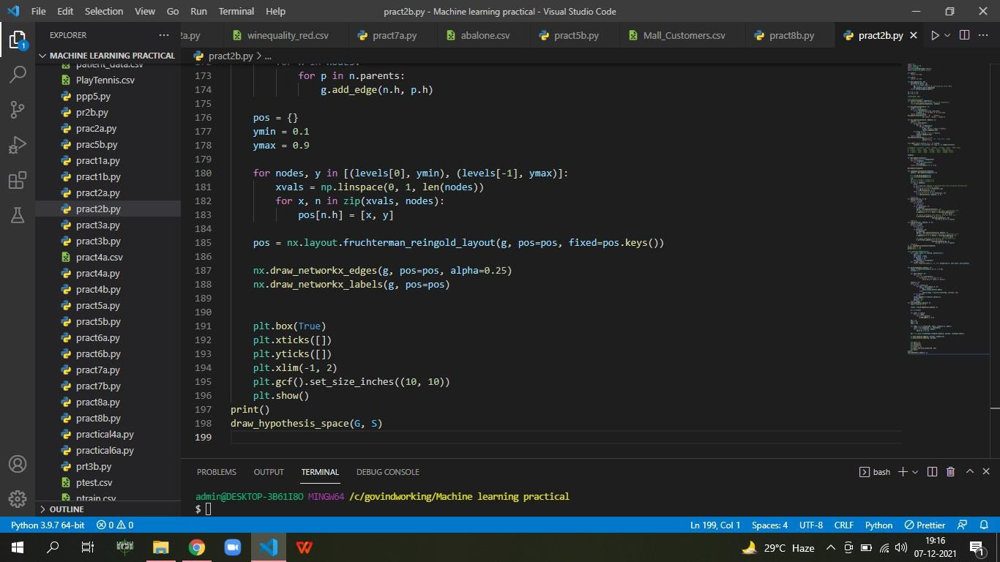 File Edit Selection View Go Run Terminal Help
pract2b.py - Machine learning practical - Visual Studio Code
EXPLORER
2a.py winequality_red.csv pract7a.py abalone.csv pract5b.py Mall_Customers.csv pract8b.py pract2b.py
MACHINE LEARNING PRACTICAL
pract2b.py > ...
patient_data.csv
PlayTennis.csv
ppp5.py
pr2b.py
prac2a.py
prac5b.py
pract1a.py
pract1b.py
pract2a.py
pract2b.py
pract3a.py
pract3b.py
pract4a.csv
pract4a.py
pract4b.py
pract5a.py
pract5b.py
pract6a.py
pract6b.py
pract7a.py
pract7b.py
pract8a.py
pract8b.py
practical4a.py
practical6a.py
prt3b.py
ptest.csv
ptrain.csv
OUTLINE
172 for n in nodes:
173 for p in n.parents:
174 g.add_edge(n.h, p.h)
175
176 pos = {}
177 ymin = 0.1
178 ymax = 0.9
179
180 for nodes, y in [(levels[0], ymin), (levels[-1], ymax)]:
181 xvals = np.linspace(0, 1, len(nodes))
182 for x, n in zip(xvals, nodes):
183 pos[n.h] = [x, y]
184
185 pos = nx.layout.fruchterman_reingold_layout(g, pos=pos, fixed=pos.keys())
186
187 nx.draw_networkx_edges(g, pos=pos, alpha=0.25)
188 nx.draw_networkx_labels(g, pos=pos)
189
190
191 plt.box(True)
192 plt.xticks([])
193 plt.yticks([])
194 plt.xlim(-1, 2)
195 plt.gcf().set_size_inches((10, 10))
196 plt.show()
197 print()
198 draw_hypothesis_space(G, S)
199
PROBLEMS OUTPUT TERMINAL DEBUG CONSOLE
bash
admin@DESKTOP-3B61I8O MINGW64 /c/govindworking/Machine learning practical
$
1
Python 3.9.7 64-bit 0 0
Ln 199, Col 1 Spaces: 4 UTF-8 CRLF Python Prettier
29°C Haze
19:16
07-12-2021
1